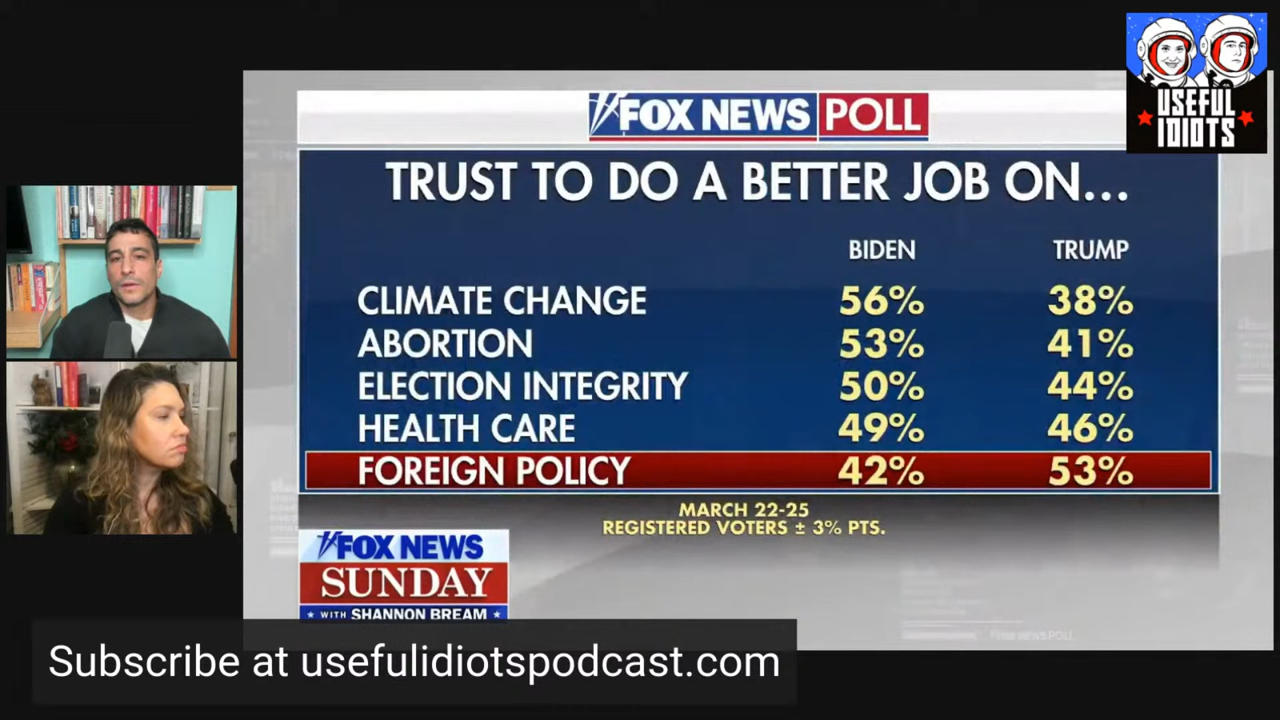 USEFUL
IDIOTS
FOX NEWS POLL
TRUST TO DO A BETTER JOB ON...
BIDEN TRUMP
CLIMATE CHANGE 56% 38%
ABORTION 53% 41%
ELECTION INTEGRITY 50% 44%
HEALTH CARE 49% 46%
FOREIGN POLICY 42% 53%
MARCH 22-25
REGISTERED VOTERS ± 3% PTS.
FOX NEWS
SUNDAY
WITH SHANNON BREAM
Subscribe at usefulidiotspodcast.com